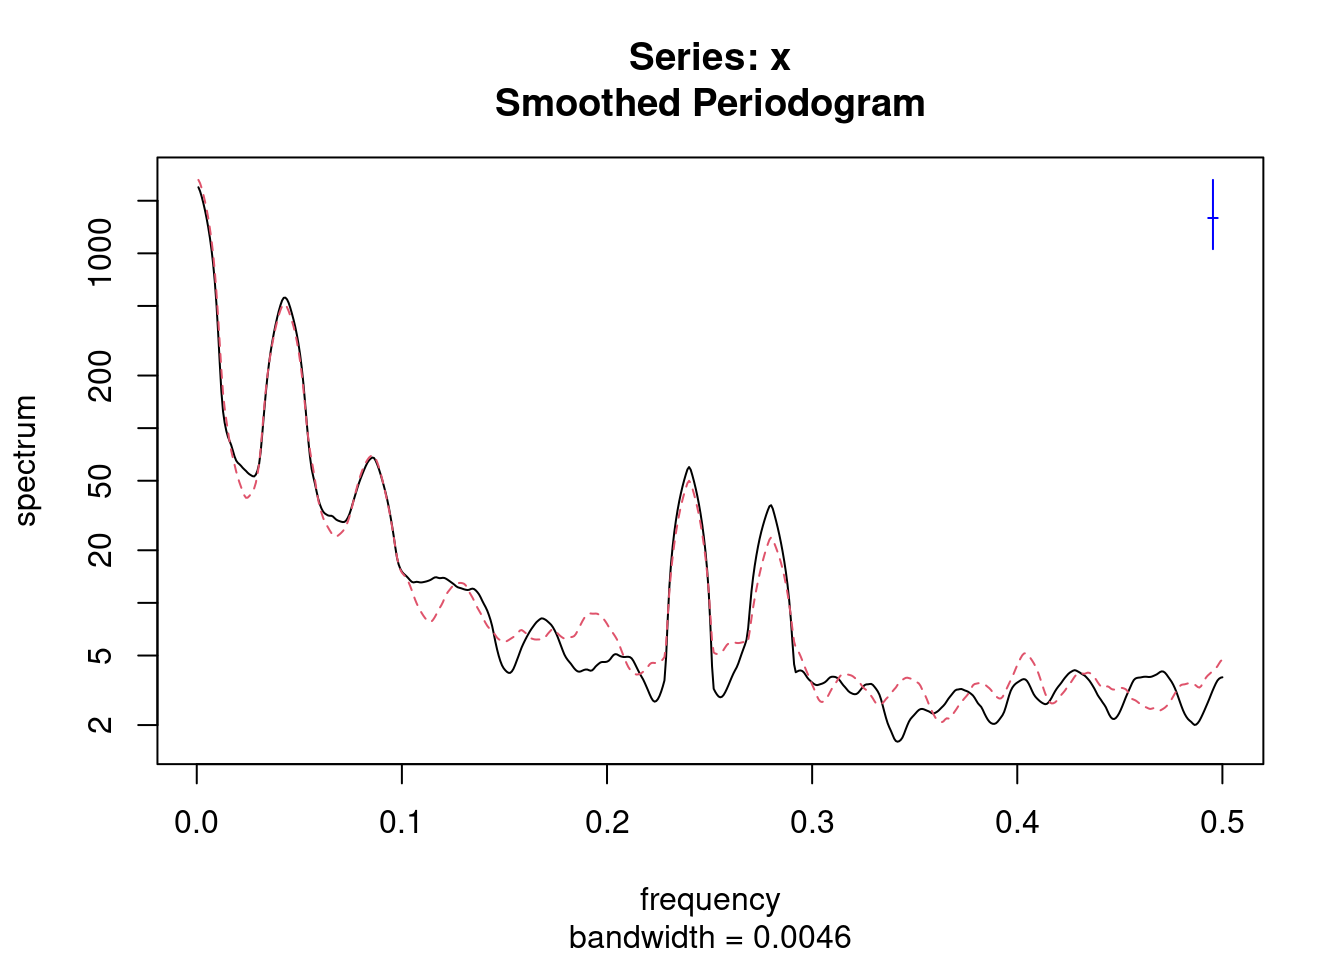 Series: x
Smoothed Periodogram
spectrum
1000
200
50
20
5
2
0.0 0.1 0.2 0.3 0.4 0.5
frequency
bandwidth = 0.0046